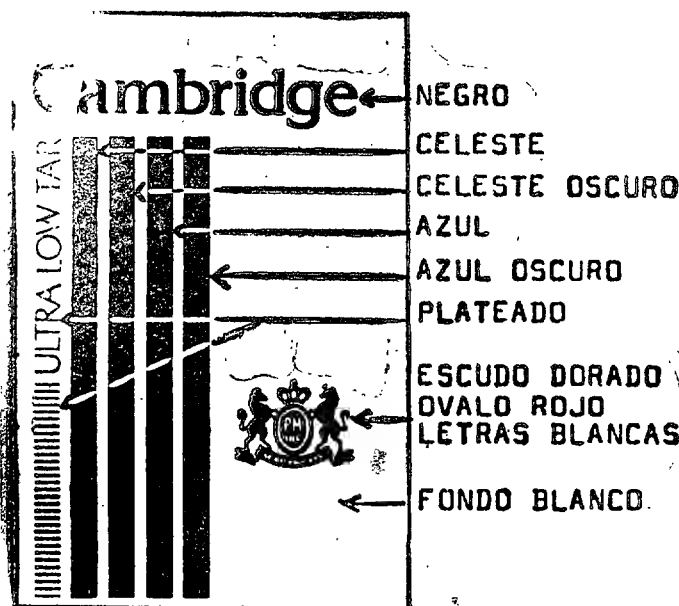 Cambridge
NEGRO
CELESTE
CELESTE OSCURO
AZUL
AZUL OSCURO
PLATEADO
ULTRA LOW TAR
ESCUDO DORADO
OVALO ROJO
LETRAS BLANCAS
FONDO BLANCO.